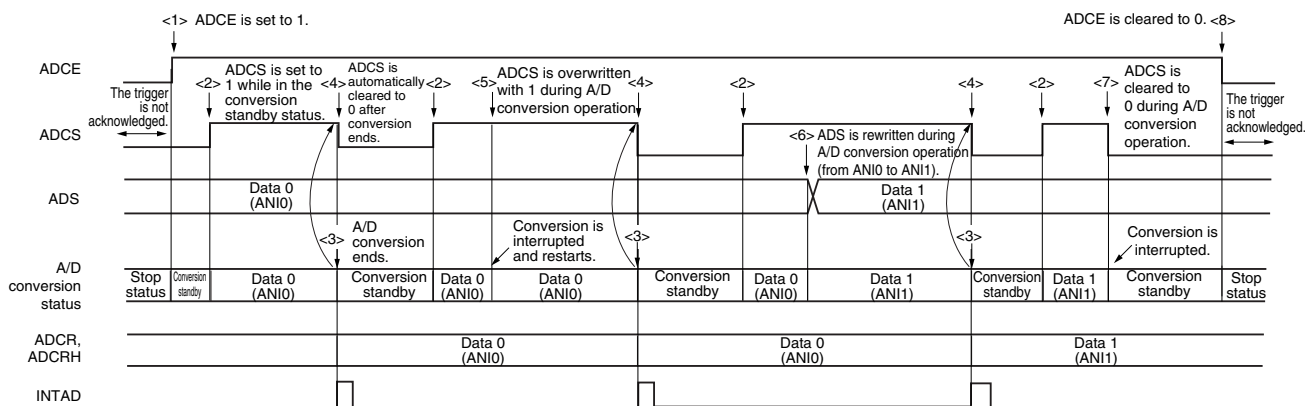 <1> ADCE is set to 1.
ADCE is cleared to 0. <8>
ADCE
The trigger
is not
acknowledged.
<2>
ADCS is set to
1 while in the
conversion
standby status.
<4>
ADCS is
automatically
cleared to
0 after
conversion
ends.
<2>
<5>
ADCS is overwritten
with 1 during A/D
conversion operation
<4>
<2>
<4>
<2>
<7>
ADCS is
cleared to
0 during A/D
conversion
operation.
The trigger
is not
acknowledged.
ADCS
<6> ADS is rewritten during
A/D conversion operation
(from ANI0 to ANI1).
ADS
Data 0
(ANI0)
Data 1
(ANI1)
<3>
A/D
conversion
ends.
Conversion is
interrupted
and restarts.
<3>
<3>
Conversion is
interrupted.
A/D
conversion
status
Stop
status
Conversion
standby
Data 0
(ANI0)
Conversion
standby
Data 0
(ANI0)
Data 0
(ANI0)
Conversion
standby
Data 0
(ANI0)
Data 1
(ANI1)
Conversion
standby
Data 1
(ANI1)
Conversion
standby
Stop
status
ADCR,
ADCRH
Data 0
(ANI0)
Data 0
(ANI0)
Data 1
(ANI1)
INTAD